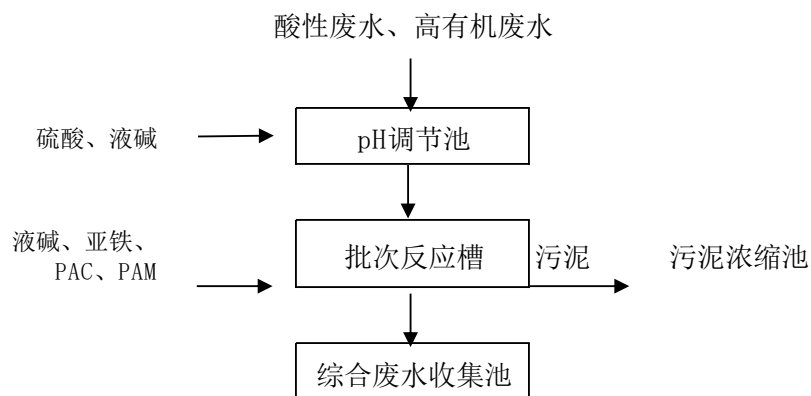 酸性废水、高有机废水
硫酸、液碱
pH调节池
液碱、亚铁、
PAC、PAM
批次反应槽
污泥
污泥浓缩池
综合废水收集池